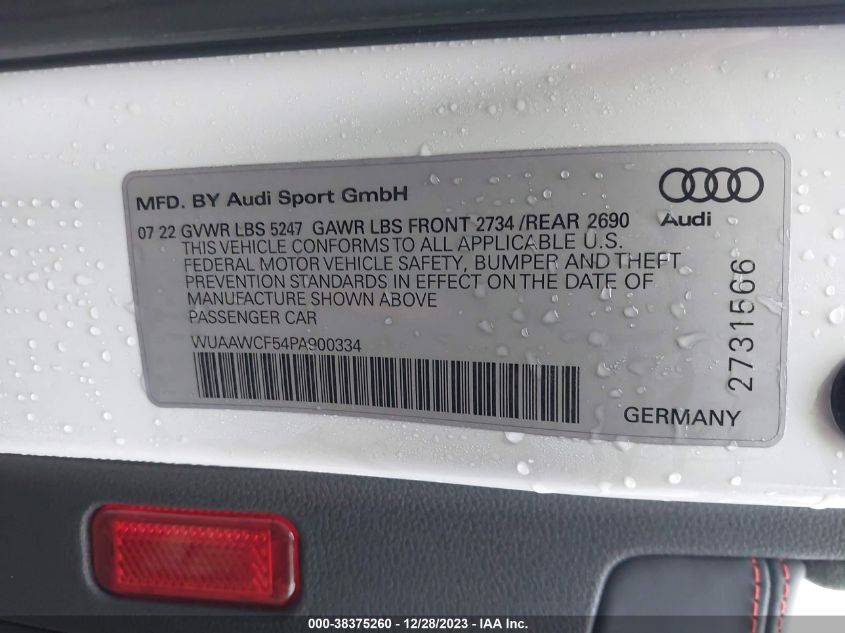 MFD. BY Audi Sport GmbH
Audi
07 22 GVWR LBS 5247 GAWR LBS FRONT 2734 /REAR 2690
THIS VEHICLE CONFORMS TO ALL APPLICABLE U.S.
FEDERAL MOTOR VEHICLE SAFETY, BUMPER AND THEFT
PREVENTION STANDARDS IN EFFECT ON THE DATE OF
MANUFACTURE SHOWN ABOVE
PASSENGER CAR
WUAAWCF54PA900334
2731566
GERMANY
000-38375260 - 12/28/2023 - IAA Inc.